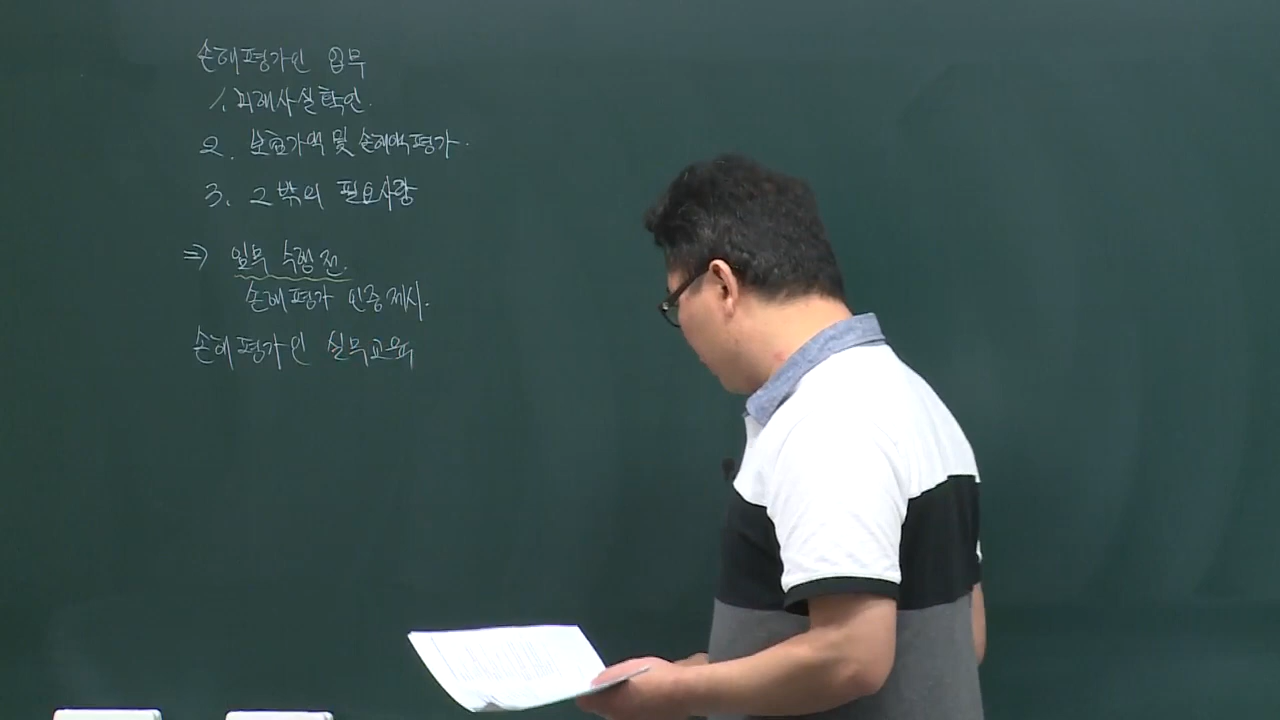 손해평가인 업무
1. 피해사실 확인.
2. 보험가액 및 손해액 평가.
3. 그 밖의 필요사항
⇒ 업무 수행 전.
손해평가 인증 제시.
손해평가인 실무교육